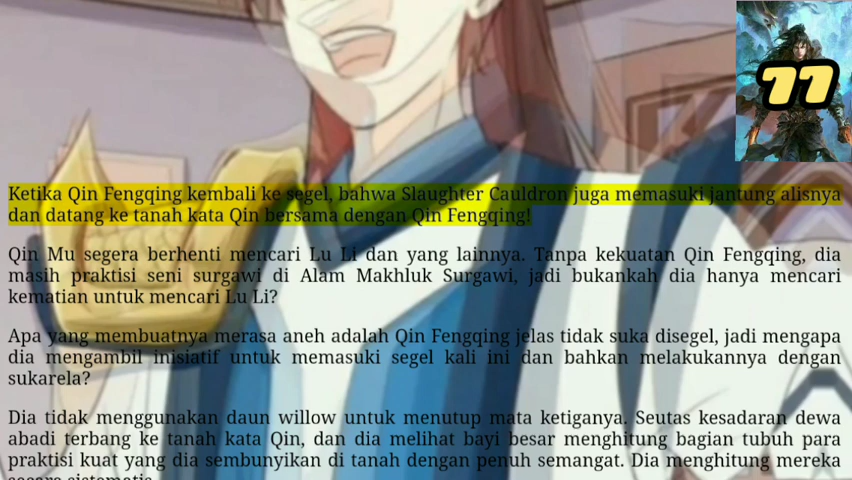 77
Ketika Qin Fengqing kembali ke segel, bahwa Slaughter Cauldron juga memasuki jantung alisnya
dan datang ke tanah kata Qin bersama dengan Qin Fengqing!
Qin Mu segera berhenti mencari Lu Li dan yang lainnya. Tanpa kekuatan Qin Fengqing, dia
masih praktisi seni surgawi di Alam Makhluk Surgawi, jadi bukankah dia hanya mencari
kematian untuk mencari Lu Li?
Apa yang membuatnya merasa aneh adalah Qin Fengqing jelas tidak suka disegel, jadi mengapa
dia mengambil inisiatif untuk memasuki segel kali ini dan bahkan melakukannya dengan
sukarela?
Dia tidak menggunakan daun willow untuk menutup mata ketiganya. Seutas kesadaran dewa
abadi terbang ke tanah kata Qin, dan dia melihat bayi besar menghitung bagian tubuh para
praktisi kuat yang dia sembunyikan di tanah dengan penuh semangat. Dia menghitung mereka